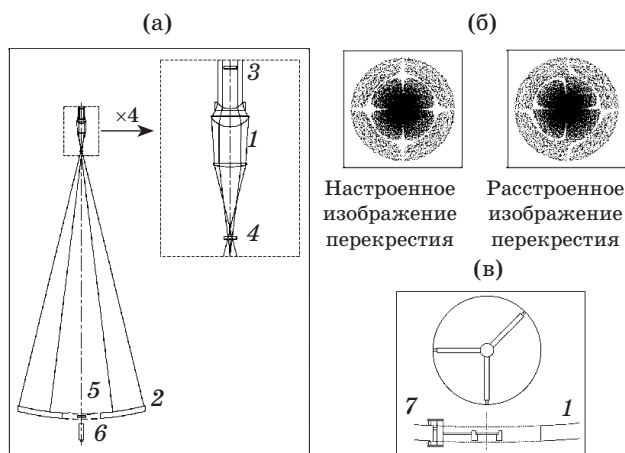 (а)
×4
3
1
4
5
2
6
(б)
Настроенное
изображение
перекрестия
Расстроенное
изображение
перекрестия
(в)
7
1